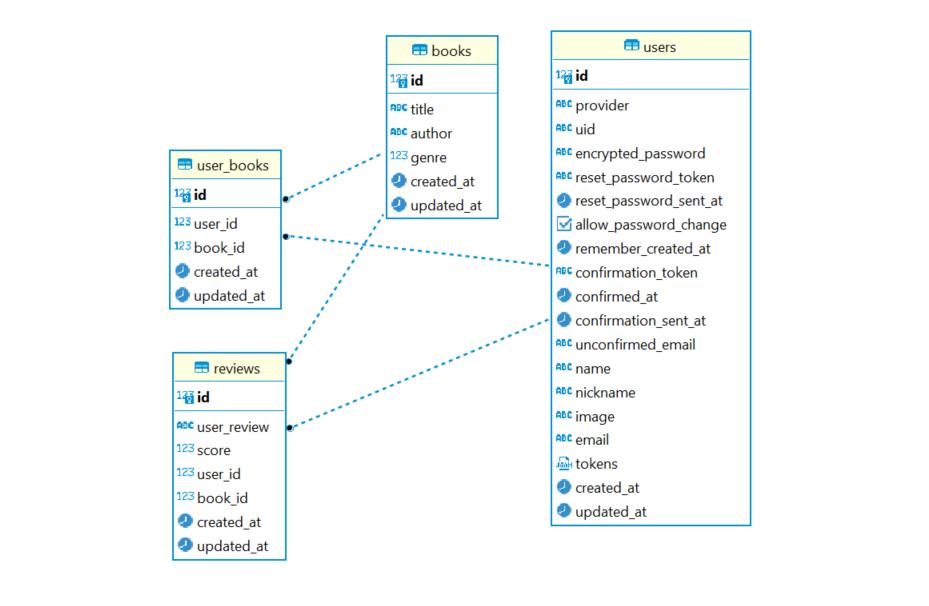 books
123 id
ABC title
ABC author
123 genre
created_at
updated_at
users
123 id
ABC provider
ABC uid
ABC encrypted_password
ABC reset_password_token
reset_password_sent_at
allow_password_change
remember_created_at
ABC confirmation_token
confirmed_at
confirmation_sent_at
ABC unconfirmed_email
ABC name
ABC nickname
ABC image
ABC email
JSON tokens
created_at
updated_at
user_books
123 id
123 user_id
123 book_id
created_at
updated_at
reviews
123 id
ABC user_review
123 score
123 user_id
123 book_id
created_at
updated_at